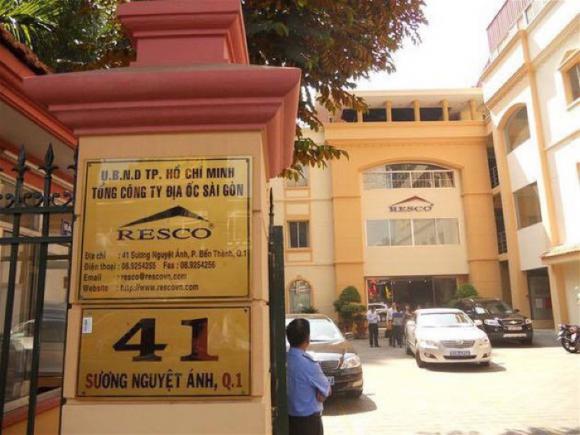 U.B.N.D TP. HỒ CHÍ MINH
TỔNG CÔNG TY ĐỊA ỐC SÀI GÒN
RESCO
Địa chỉ : 41 Sương Nguyệt Ánh, P. Bến Thành, Q.1
Điện thoại : 08.9254255 Fax : 08.9254256
Email : resco@rescovn.com
Website : http://www.rescovn.com
41
SƯƠNG NGUYỆT ÁNH, Q.1
RESCO